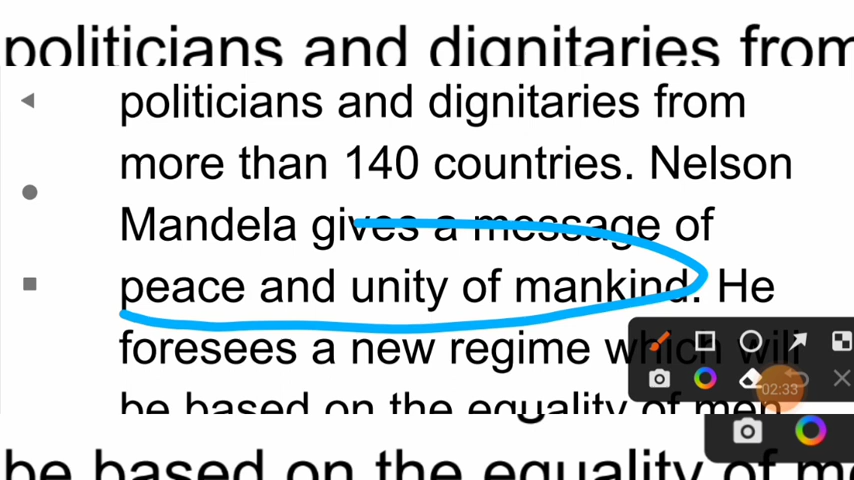 politicians and dignitaries from
politicians and dignitaries from
more than 140 countries. Nelson
Mandela gives a message of
peace and unity of mankind. He
foresees a new regime which will
be based on the equality of men
02:33
be based on the equality of me